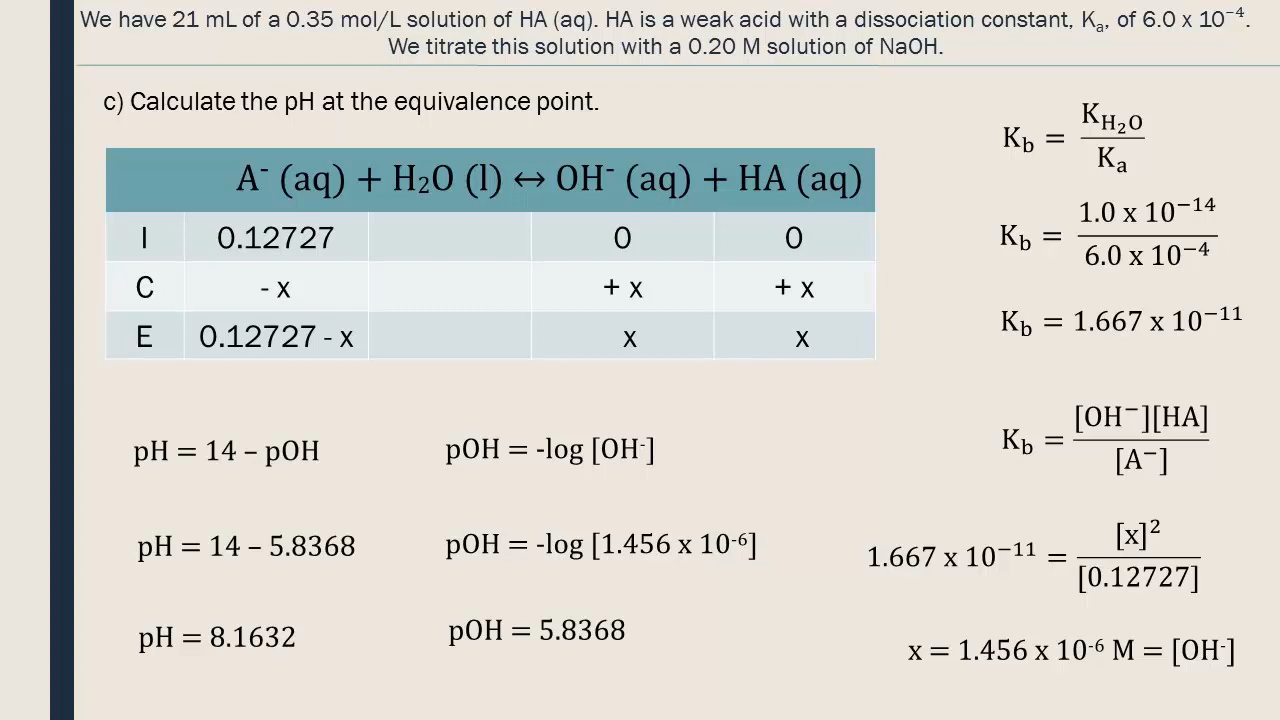 We have 21 mL of a 0.35 mol/L solution of HA (aq). HA is a weak acid with a dissociation constant, Kₐ, of 6.0 x 10⁻⁴.
We titrate this solution with a 0.20 M solution of NaOH.
c) Calculate the pH at the equivalence point.
A⁻ (aq) + H₂O (l) ↔ OH⁻ (aq) + HA (aq)
I 0.12727 0 0
C - x + x + x
E 0.12727 - x x x
pH = 14 – pOH
pH = 14 – 5.8368
pH = 8.1632
pOH = -log [OH⁻]
pOH = -log [1.456 x 10⁻⁶]
pOH = 5.8368
K_b = K_H₂O / Kₐ
K_b = 1.0 x 10⁻¹⁴ / 6.0 x 10⁻⁴
K_b = 1.667 x 10⁻¹¹
K_b = [OH⁻][HA] / [A⁻]
1.667 x 10⁻¹¹ = [x]² / [0.12727]
x = 1.456 x 10⁻⁶ M = [OH⁻]